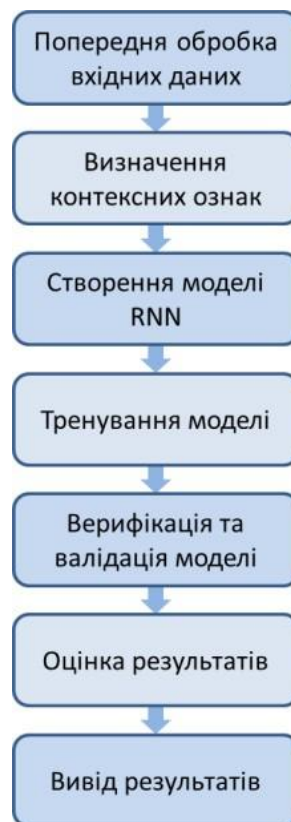 Попередня обробка
вхідних даних
Визначення
контексних ознак
Створення моделі
RNN
Тренування моделі
Верифікація та
валідація моделі
Оцінка результатів
Вивід результатів